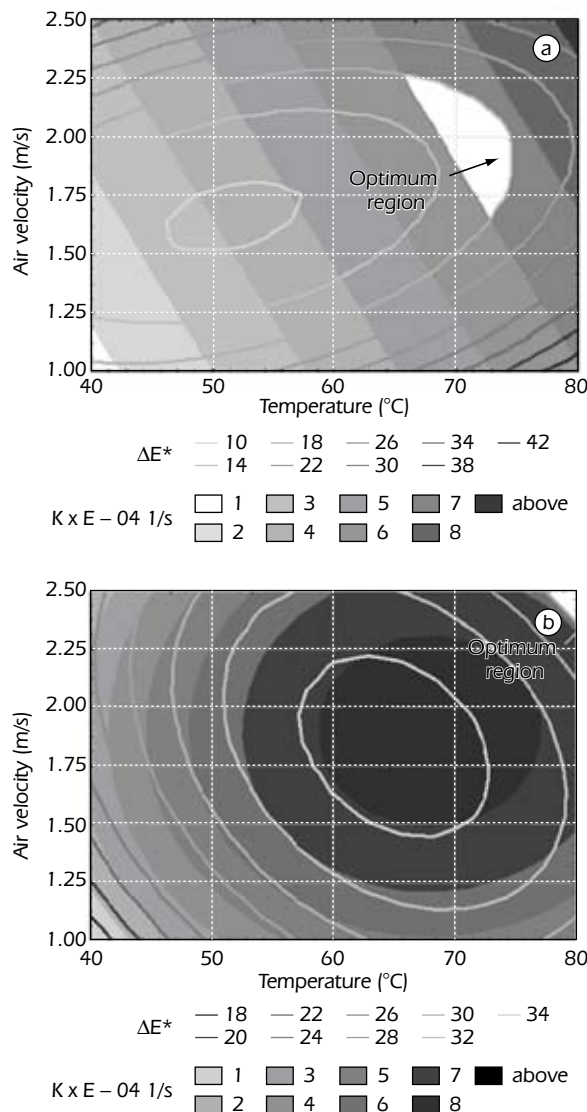 2.50
a
2.25
2.00
1.75
1.50
1.25
1.00
Air velocity (m/s)
Optimum
region
40 50 60 70 80
Temperature (°C)
ΔE*
10 18 26 34 42
14 22 30 38
K x E – 04 1/s
1 3 5 7 above
2 4 6 8
2.50
b
2.25
2.00
1.75
1.50
1.25
1.00
Air velocity (m/s)
Optimum
region
40 50 60 70 80
Temperature (°C)
ΔE*
18 22 26 30 34
20 24 28 32
K x E – 04 1/s
1 3 5 7 above
2 4 6 8